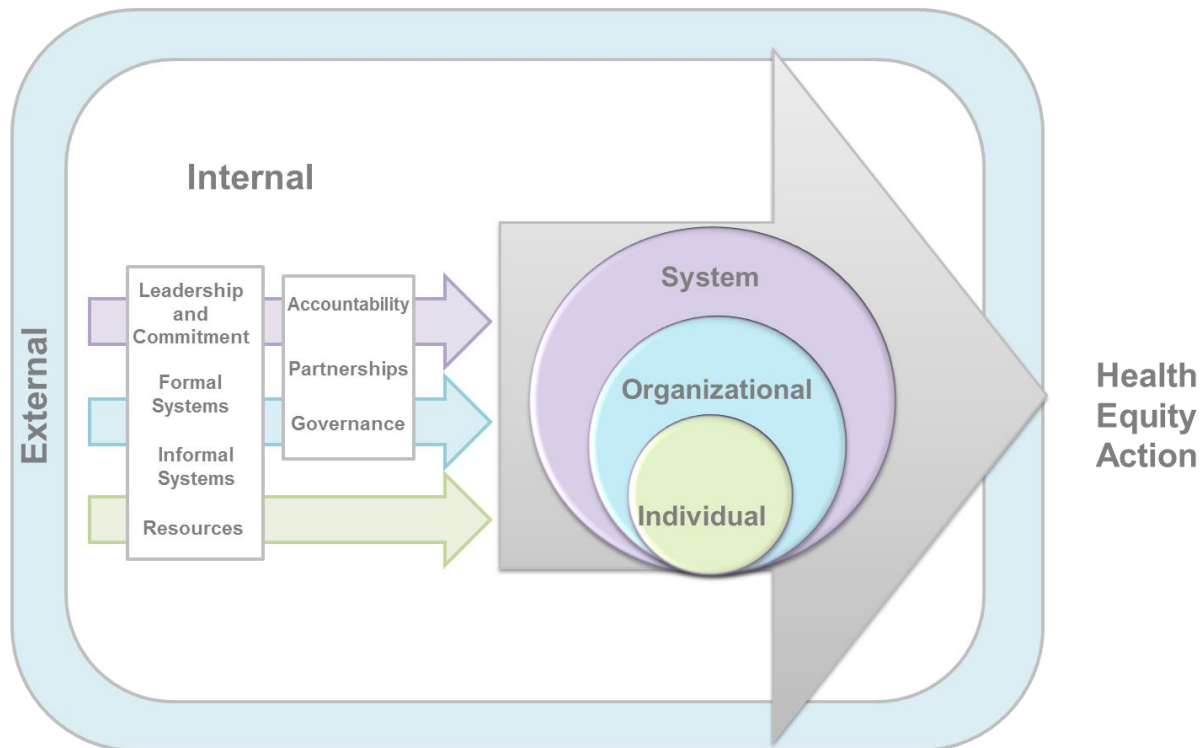 External
Internal
Leadership
and
Commitment
Formal
Systems
Informal
Systems
Resources
Accountability
Partnerships
Governance
System
Organizational
Individual
Health
Equity
Action